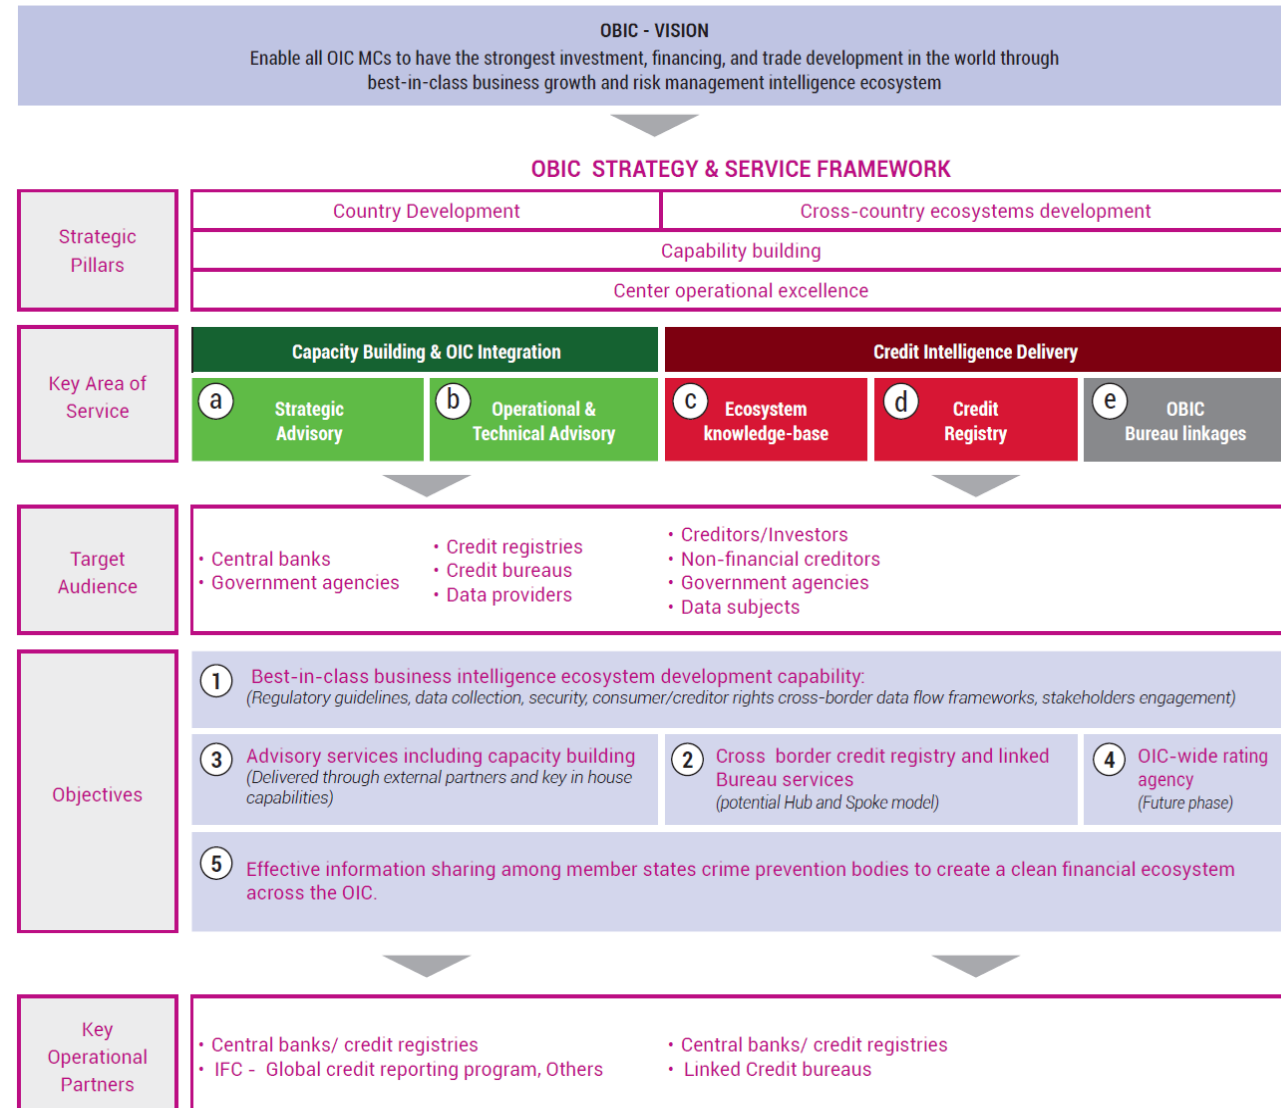 OBIC - VISION
Enable all OIC MCs to have the strongest investment, financing, and trade development in the world through
best-in-class business growth and risk management intelligence ecosystem
OBIC STRATEGY & SERVICE FRAMEWORK
Strategic
Pillars
Country Development
Cross-country ecosystems development
Capability building
Center operational excellence
Key Area of
Service
Capacity Building & OIC Integration
Credit Intelligence Delivery
a
Strategic
Advisory
b
Operational &
Technical Advisory
c
Ecosystem
knowledge-base
d
Credit
Registry
e
OBIC
Bureau linkages
Target
Audience
• Central banks
• Government agencies
• Credit registries
• Credit bureaus
• Data providers
• Creditors/Investors
• Non-financial creditors
• Government agencies
• Data subjects
Objectives
1
Best-in-class business intelligence ecosystem development capability:
(Regulatory guidelines, data collection, security, consumer/creditor rights cross-border data flow frameworks, stakeholders engagement)
3
Advisory services including capacity building
(Delivered through external partners and key in house
capabilities)
2
Cross border credit registry and linked
Bureau services
(potential Hub and Spoke model)
4
OIC-wide rating
agency
(Future phase)
5
Effective information sharing among member states crime prevention bodies to create a clean financial ecosystem
across the OIC.
Key
Operational
Partners
• Central banks/ credit registries
• IFC - Global credit reporting program, Others
• Central banks/ credit registries
• Linked Credit bureaus